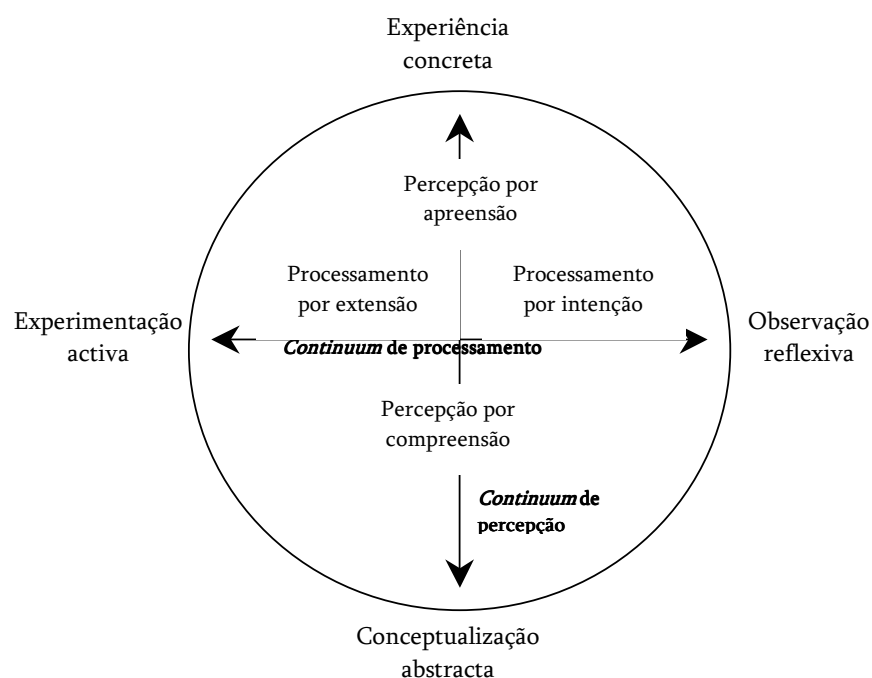 Experiência
concreta
Percepção por
apreensão
Processamento
por extensão
Processamento
por intenção
Experimentação
activa
Observação
reflexiva
Continuum de processamento
Percepção por
compreensão
Continuum de
percepção
Conceptualização
abstracta